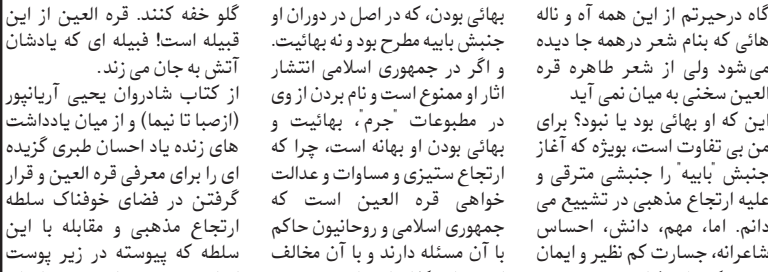 گاه درحیرتم از این همه آه و ناله
هائی که بنام شعر درهمه جا دیده
می‌شود ولی از شعر طاهره قره
العین سخنی به میان نمی آید
این که او بهائی بود یا نبود؟ برای
من بی تفاوت است، بویژه که آغاز
جنبش "بابیه" را جنبشی مترقی و
علیه ارتجاع مذهبی در تشییع می
دانم. اما، مهم، دانش، احساس
شاعرانه، جسارت کم نظیر و ایمان
بهائی بودن، که در اصل در دوران او
جنبش بابیه مطرح بود و نه بهائیت.
و اگر در جمهوری اسلامی انتشار
اثار او ممنوع است و نام بردن از وی
در مطبوعات "جرم"، بهائیت و
بهائی بودن او بهانه است، چرا که
ارتجاع ستیزی و مساوات و عدالت
خواهی قره العین است که
جمهوری اسلامی و روحانیون حاکم
با آن مسئله دارند و با آن مخالف
گلو خفه کنند. قره العین از این
قبیله است! قبیله ای که یادشان
آتش به جان می زند.
از کتاب شادروان یحیی آریانپور
(ازصبا تا نیما) و از میان یادداشت
های زنده یاد احسان طبری گزیده
ای را برای معرفی قره العین و قرار
گرفتن در فضای خوفناک سلطه
ارتجاع مذهبی و مقابله با این
سلطه که پیوسته در زیر پوست